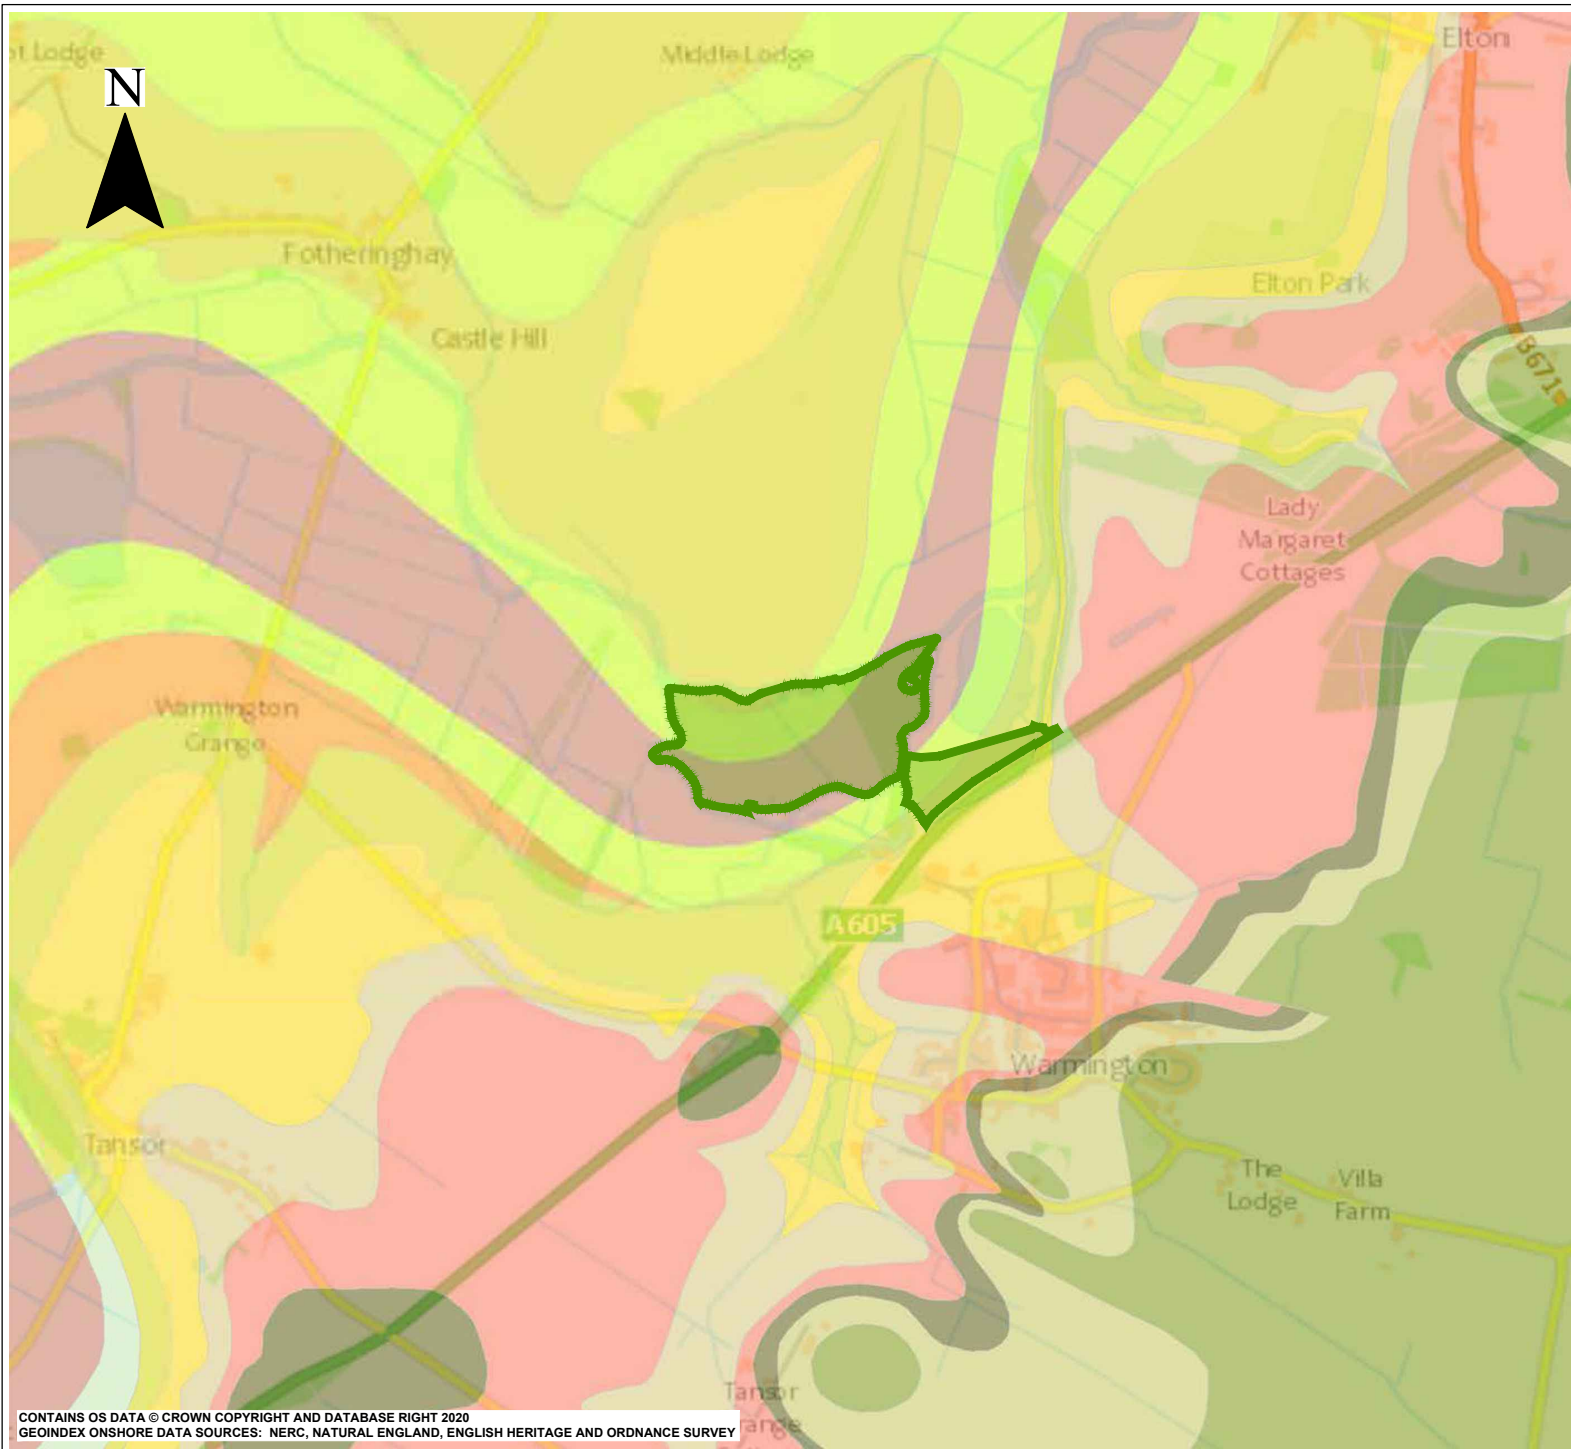 Elton
Middle Lodge
Lodge
N
Fotheringhay
Elton Park
Castle Hill
B671
Lady
Margaret
Cottages
Warmington
Grange
A605
Warmington
Tansor
The
Lodge
Villa
Farm
Tansor
CONTAINS OS DATA © CROWN COPYRIGHT AND DATABASE RIGHT 2020
GEOINDEX ONSHORE DATA SOURCES: NERC, NATURAL ENGLAND, ENGLISH HERITAGE AND ORDNANCE SURVEY